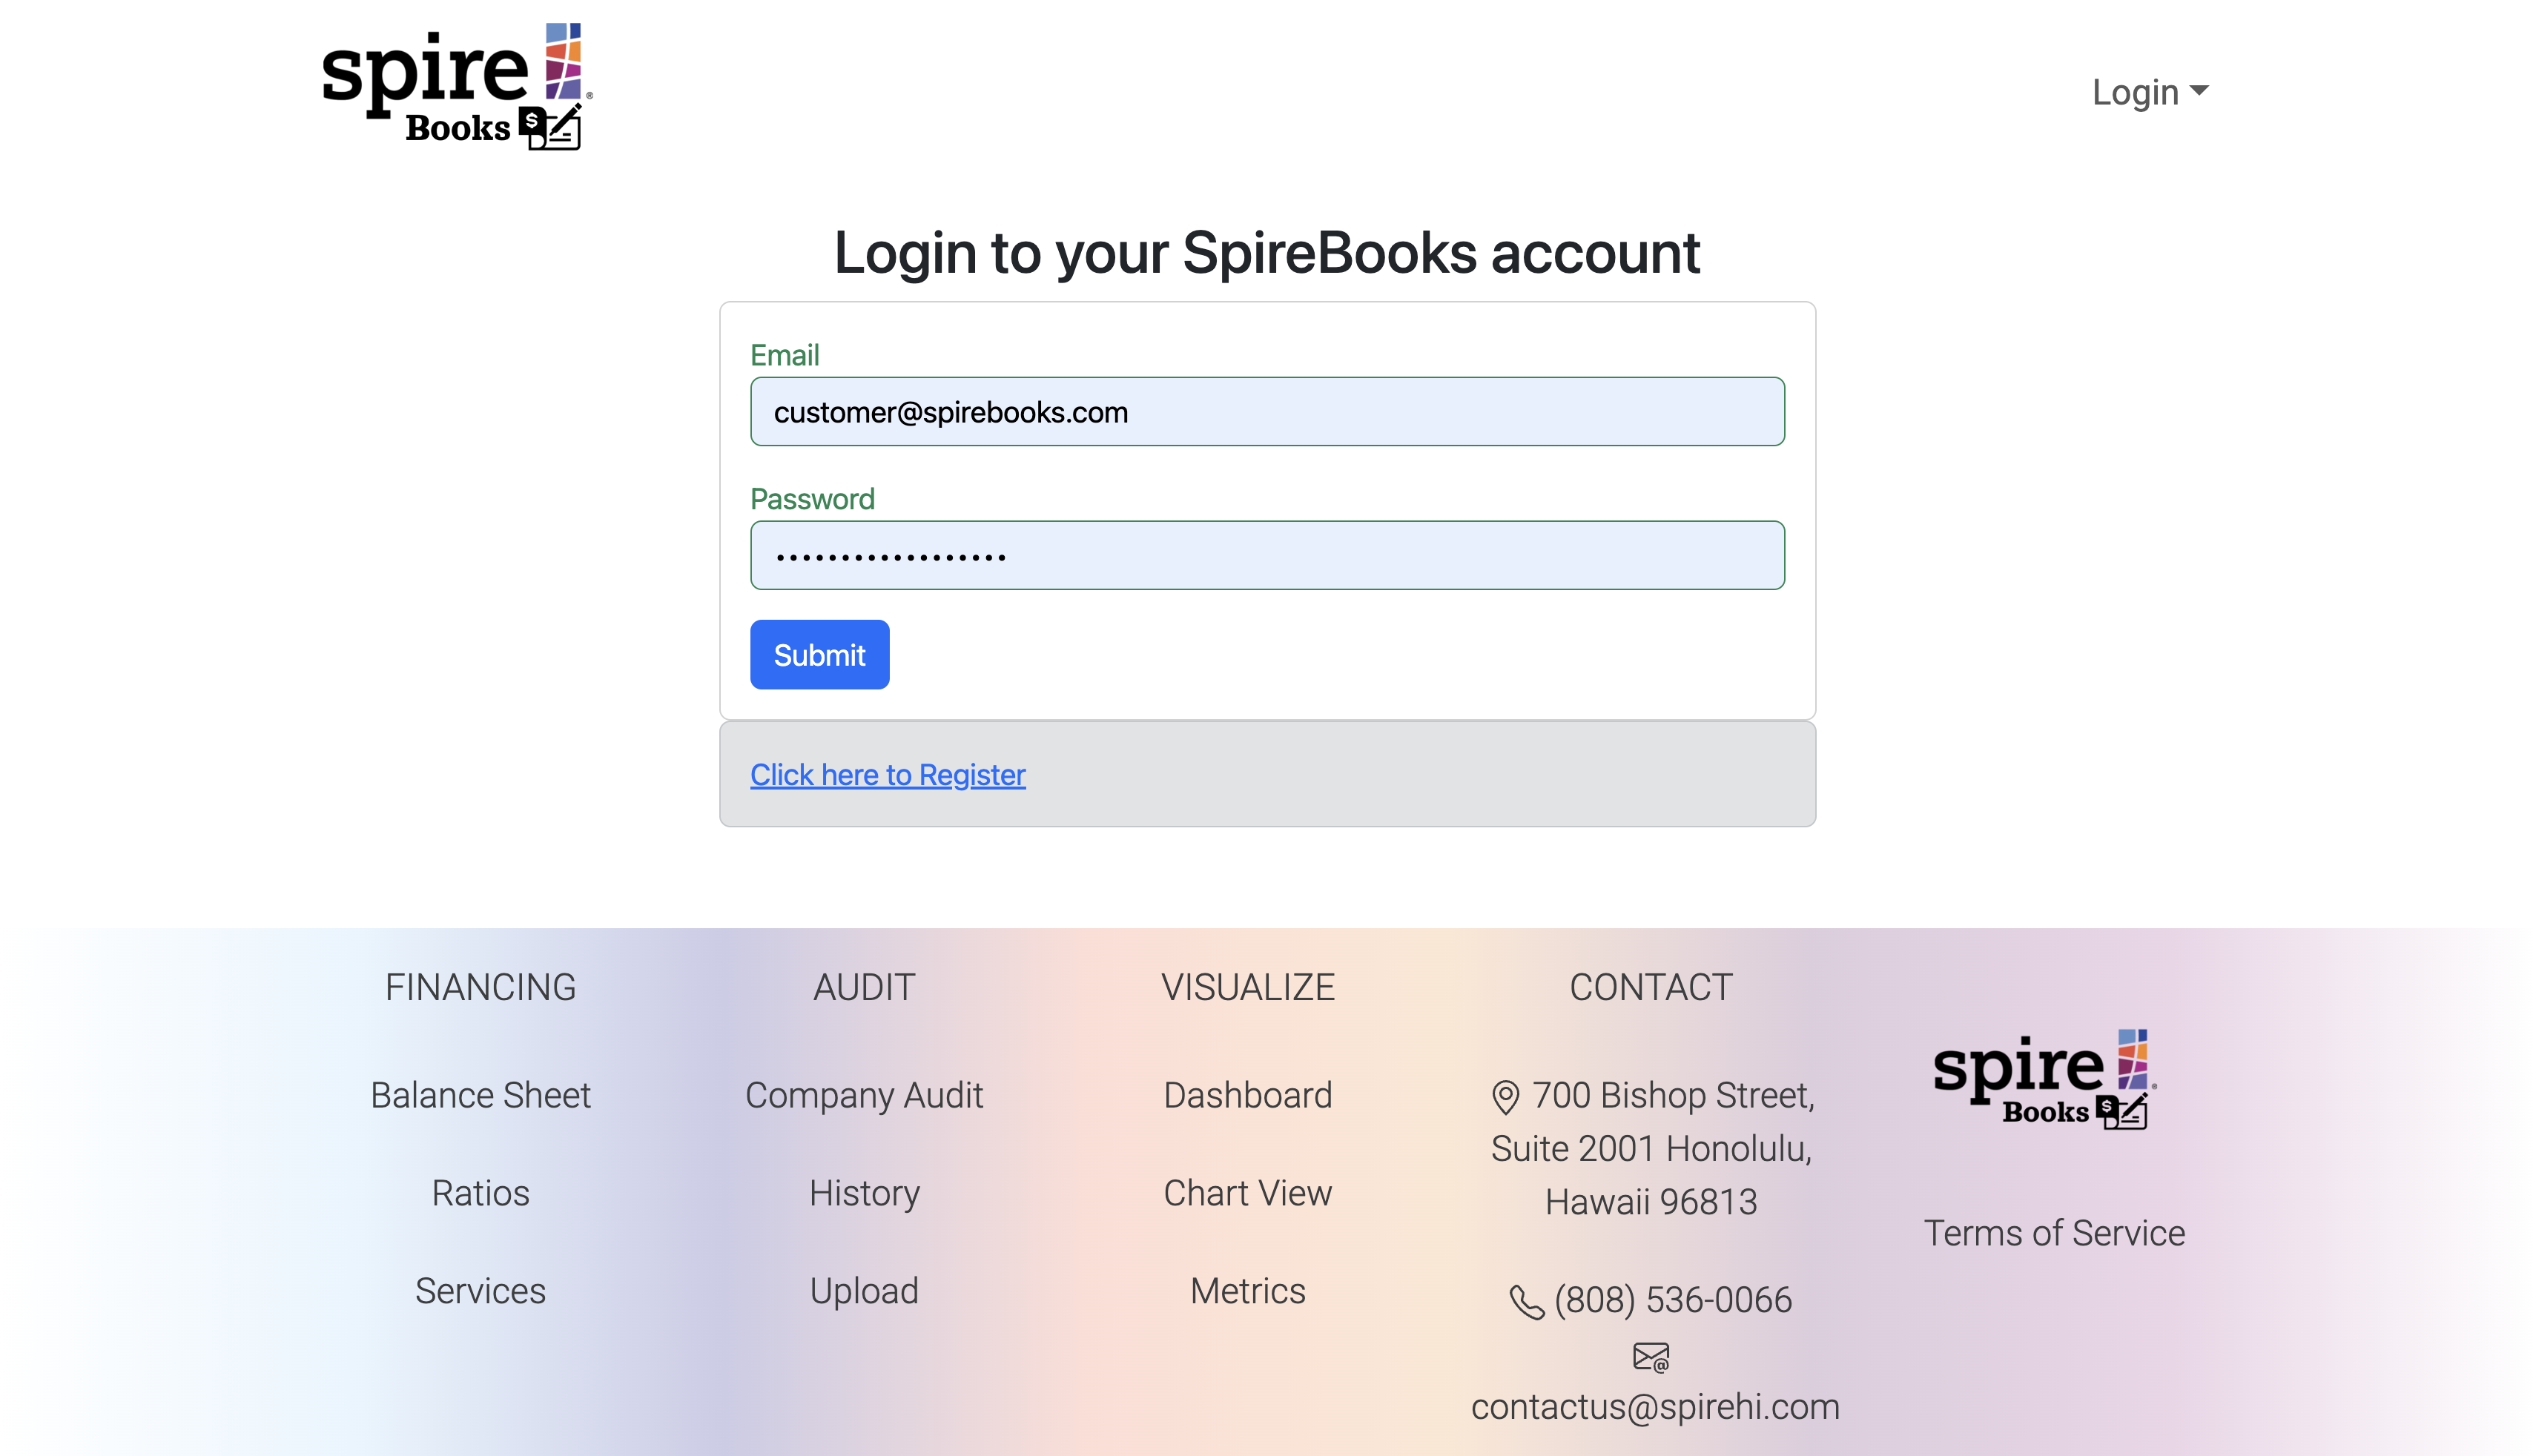 spire
®
Books
$
Login
Login to your SpireBooks account
Email
customer@spirebooks.com
Password
••••••••••••••••••
Submit
Click here to Register
FINANCING
Balance Sheet
Ratios
Services
AUDIT
Company Audit
History
Upload
VISUALIZE
Dashboard
Chart View
Metrics
CONTACT
700 Bishop Street,
Suite 2001 Honolulu,
Hawaii 96813
(808) 536-0066
contactus@spirehi.com
spire
®
Books
$
Terms of Service